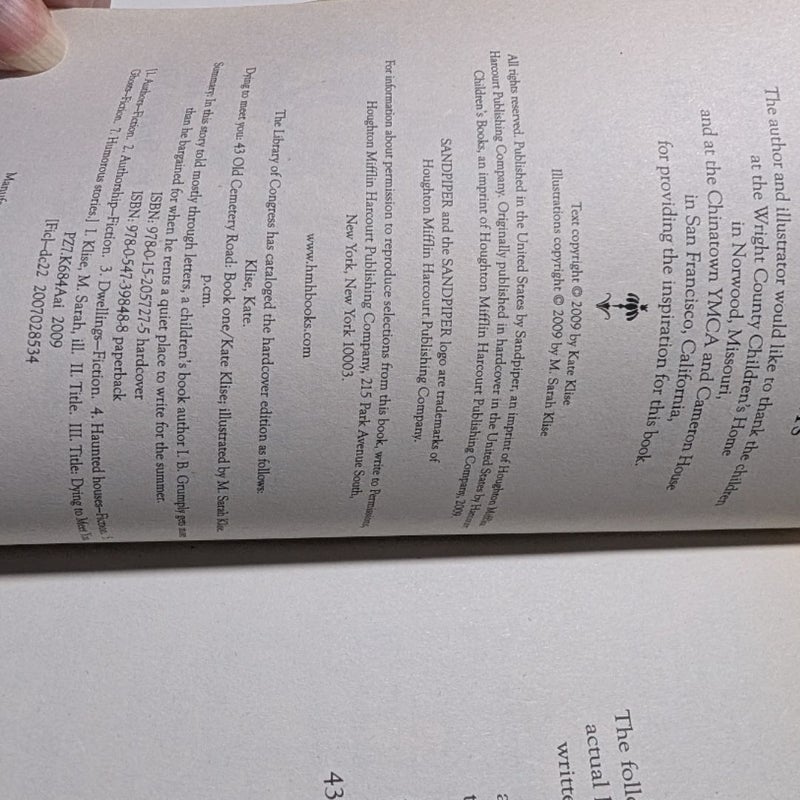 The author and illustrator would like to thank the children
at the Wright County Children's Home
in Norwood, Missouri,
and at the Chinatown YMCA and Cameron House
in San Francisco, California,
for providing the inspiration for this book.
Text copyright © 2009 by Kate Klise
Illustrations copyright © 2009 by M. Sarah Klise
All rights reserved. Published in the United States by Sandpiper, an imprint of Houghton Mifflin
Harcourt Publishing Company. Originally published in hardcover in the United States by Harcourt
Children's Books, an imprint of Houghton Mifflin Harcourt Publishing Company, 2009.
SANDPIPER and the SANDPIPER logo are trademarks of
Houghton Mifflin Harcourt Publishing Company.
For information about permission to reproduce selections from this book, write to Permissions,
Houghton Mifflin Harcourt Publishing Company, 215 Park Avenue South,
New York, New York 10003.
www.hmhbooks.com
The Library of Congress has cataloged the hardcover edition as follows:
Klise, Kate.
Dying to meet you: 43 Old Cemetery Road: Book one/Kate Klise; illustrated by M. Sarah Klise.
p.cm.
Summary: In this story told mostly through letters, a children's book author I. B. Grumply gets more
than he bargained for when he rents a quiet place to write for the summer.
ISBN: 978-0-15-205727-5 hardcover
ISBN: 978-0-547-39848-8 paperback
[1. Authors—Fiction. 2. Authorship—Fiction. 3. Dwellings—Fiction. 4. Haunted houses—Fiction. 5.
Ghosts—Fiction. 7. Humorous stories.] I. Klise, M. Sarah, ill. II. Title. III. Title: Dying to Meet
PZ7.K684Aai 2009
[Fic]—dc22 2007028534
Manuf
The follo
actual l
writte
a
t
43